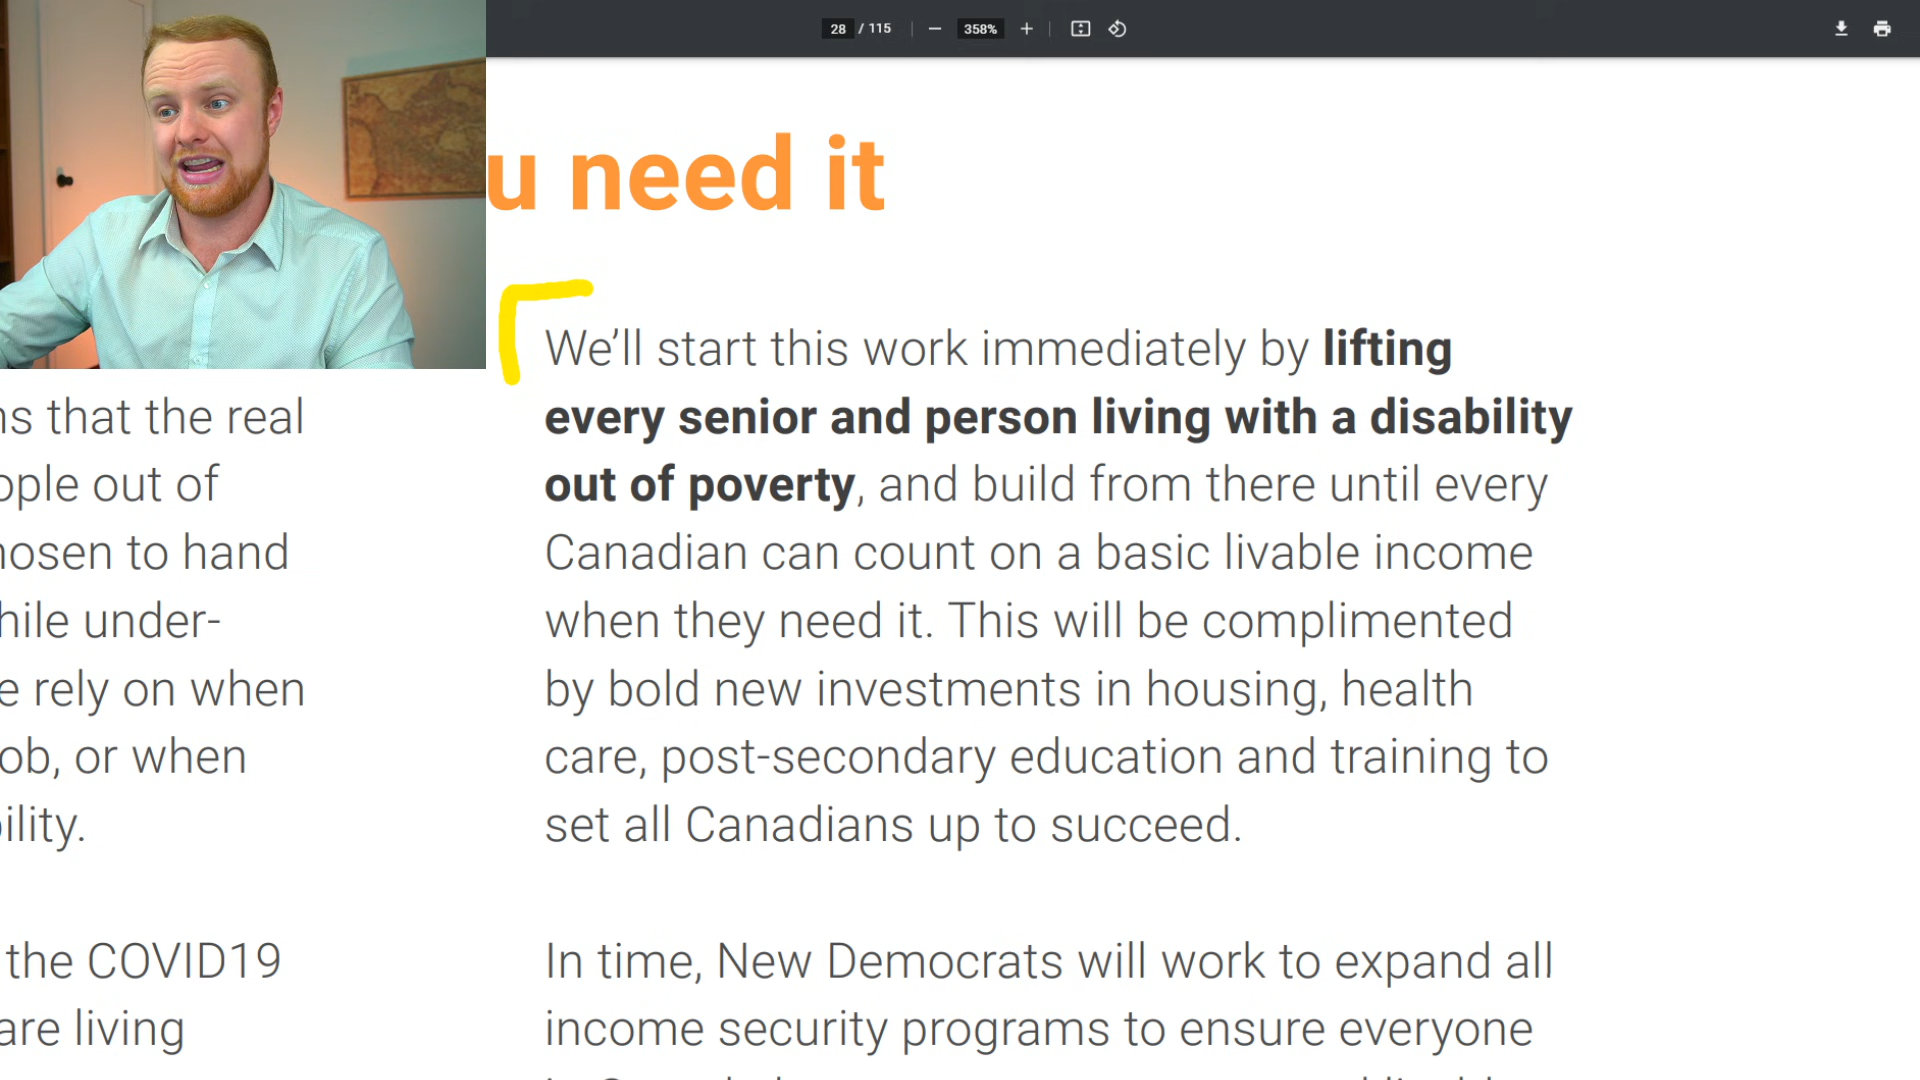 28 / 115
358%
u need it
We’ll start this work immediately by lifting
every senior and person living with a disability
out of poverty, and build from there until every
Canadian can count on a basic livable income
when they need it. This will be complimented
by bold new investments in housing, health
care, post-secondary education and training to
set all Canadians up to succeed.
In time, New Democrats will work to expand all
income security programs to ensure everyone
ns that the real
ople out of
hosen to hand
hile under-
e rely on when
ob, or when
bility.
the COVID19
are living